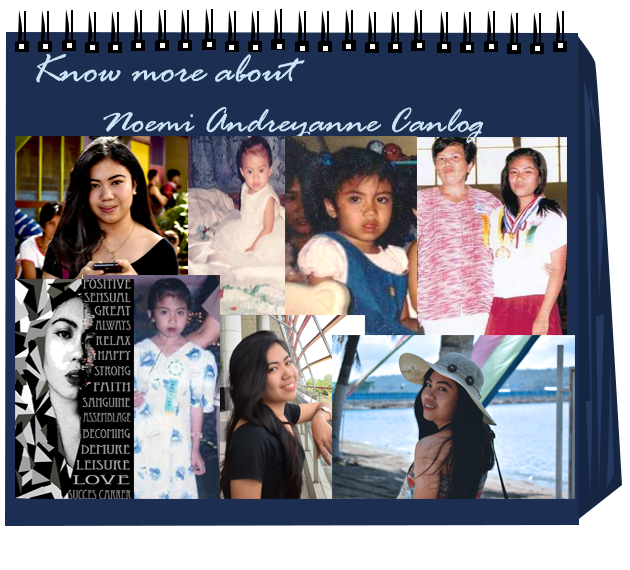 Know more about
Noemi Andreyanne Canlog
POSITIVE
SENSUAL
GREAT
ALWAYS
RELAX
HAPPY
STRONG
FAITH
SANGUINE
ASSEMBLAGE
BECOMING
DEMURE
LEISURE
LOVE
SUCCES CARRER